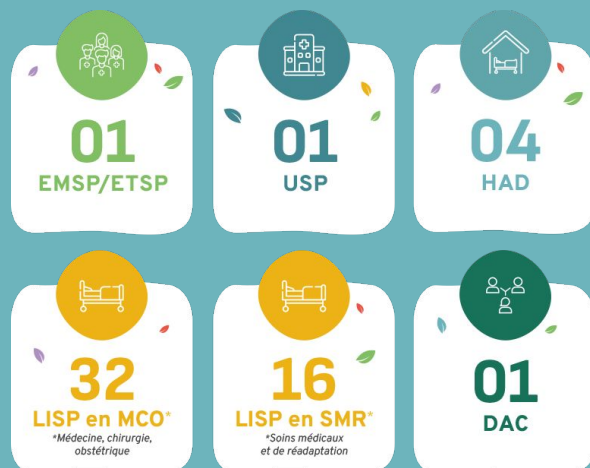 01
EMSP/ETSP
01
USP
04
HAD
32
LISP en MCO*
*Médecine, chirurgie,
obstétrique
16
LISP en SMR*
*Soins médicaux
et de réadaptation
01
DAC